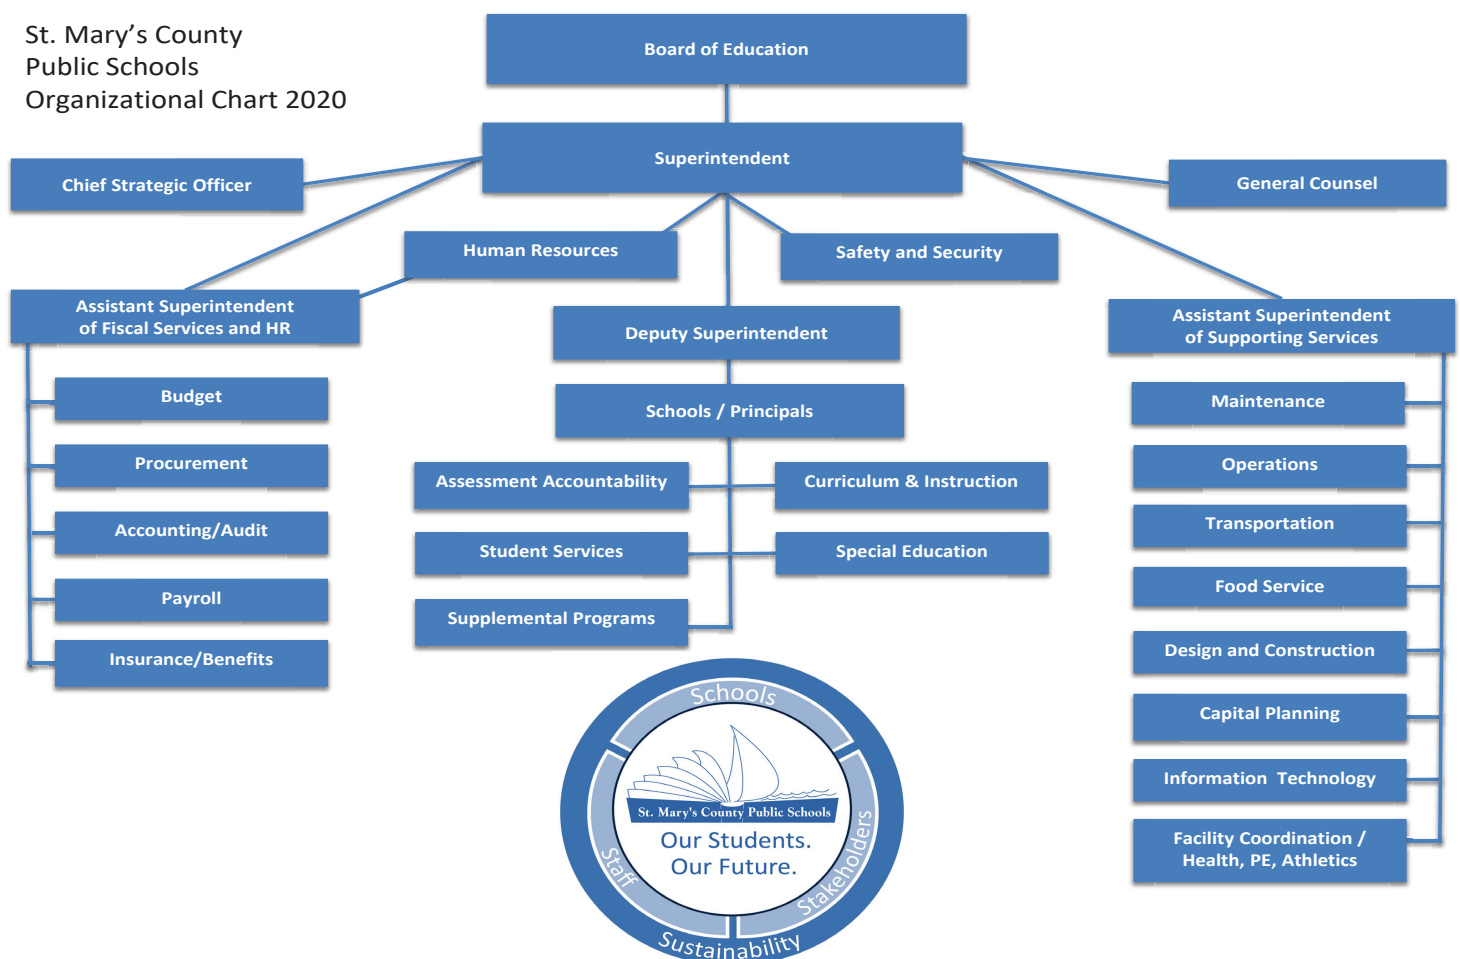 St. Mary’s County
Public Schools
Organizational Chart 2020
Board of Education
Superintendent
Chief Strategic Officer
General Counsel
Human Resources
Safety and Security
Assistant Superintendent
of Fiscal Services and HR
Deputy Superintendent
Assistant Superintendent
of Supporting Services
Budget
Procurement
Accounting/Audit
Payroll
Insurance/Benefits
Schools / Principals
Assessment Accountability
Curriculum & Instruction
Student Services
Special Education
Supplemental Programs
Maintenance
Operations
Transportation
Food Service
Design and Construction
Capital Planning
Information Technology
Facility Coordination /
Health, PE, Athletics
Schools
St. Mary's County Public Schools
Our Students.
Our Future.
Staff
Stakeholders
Sustainability